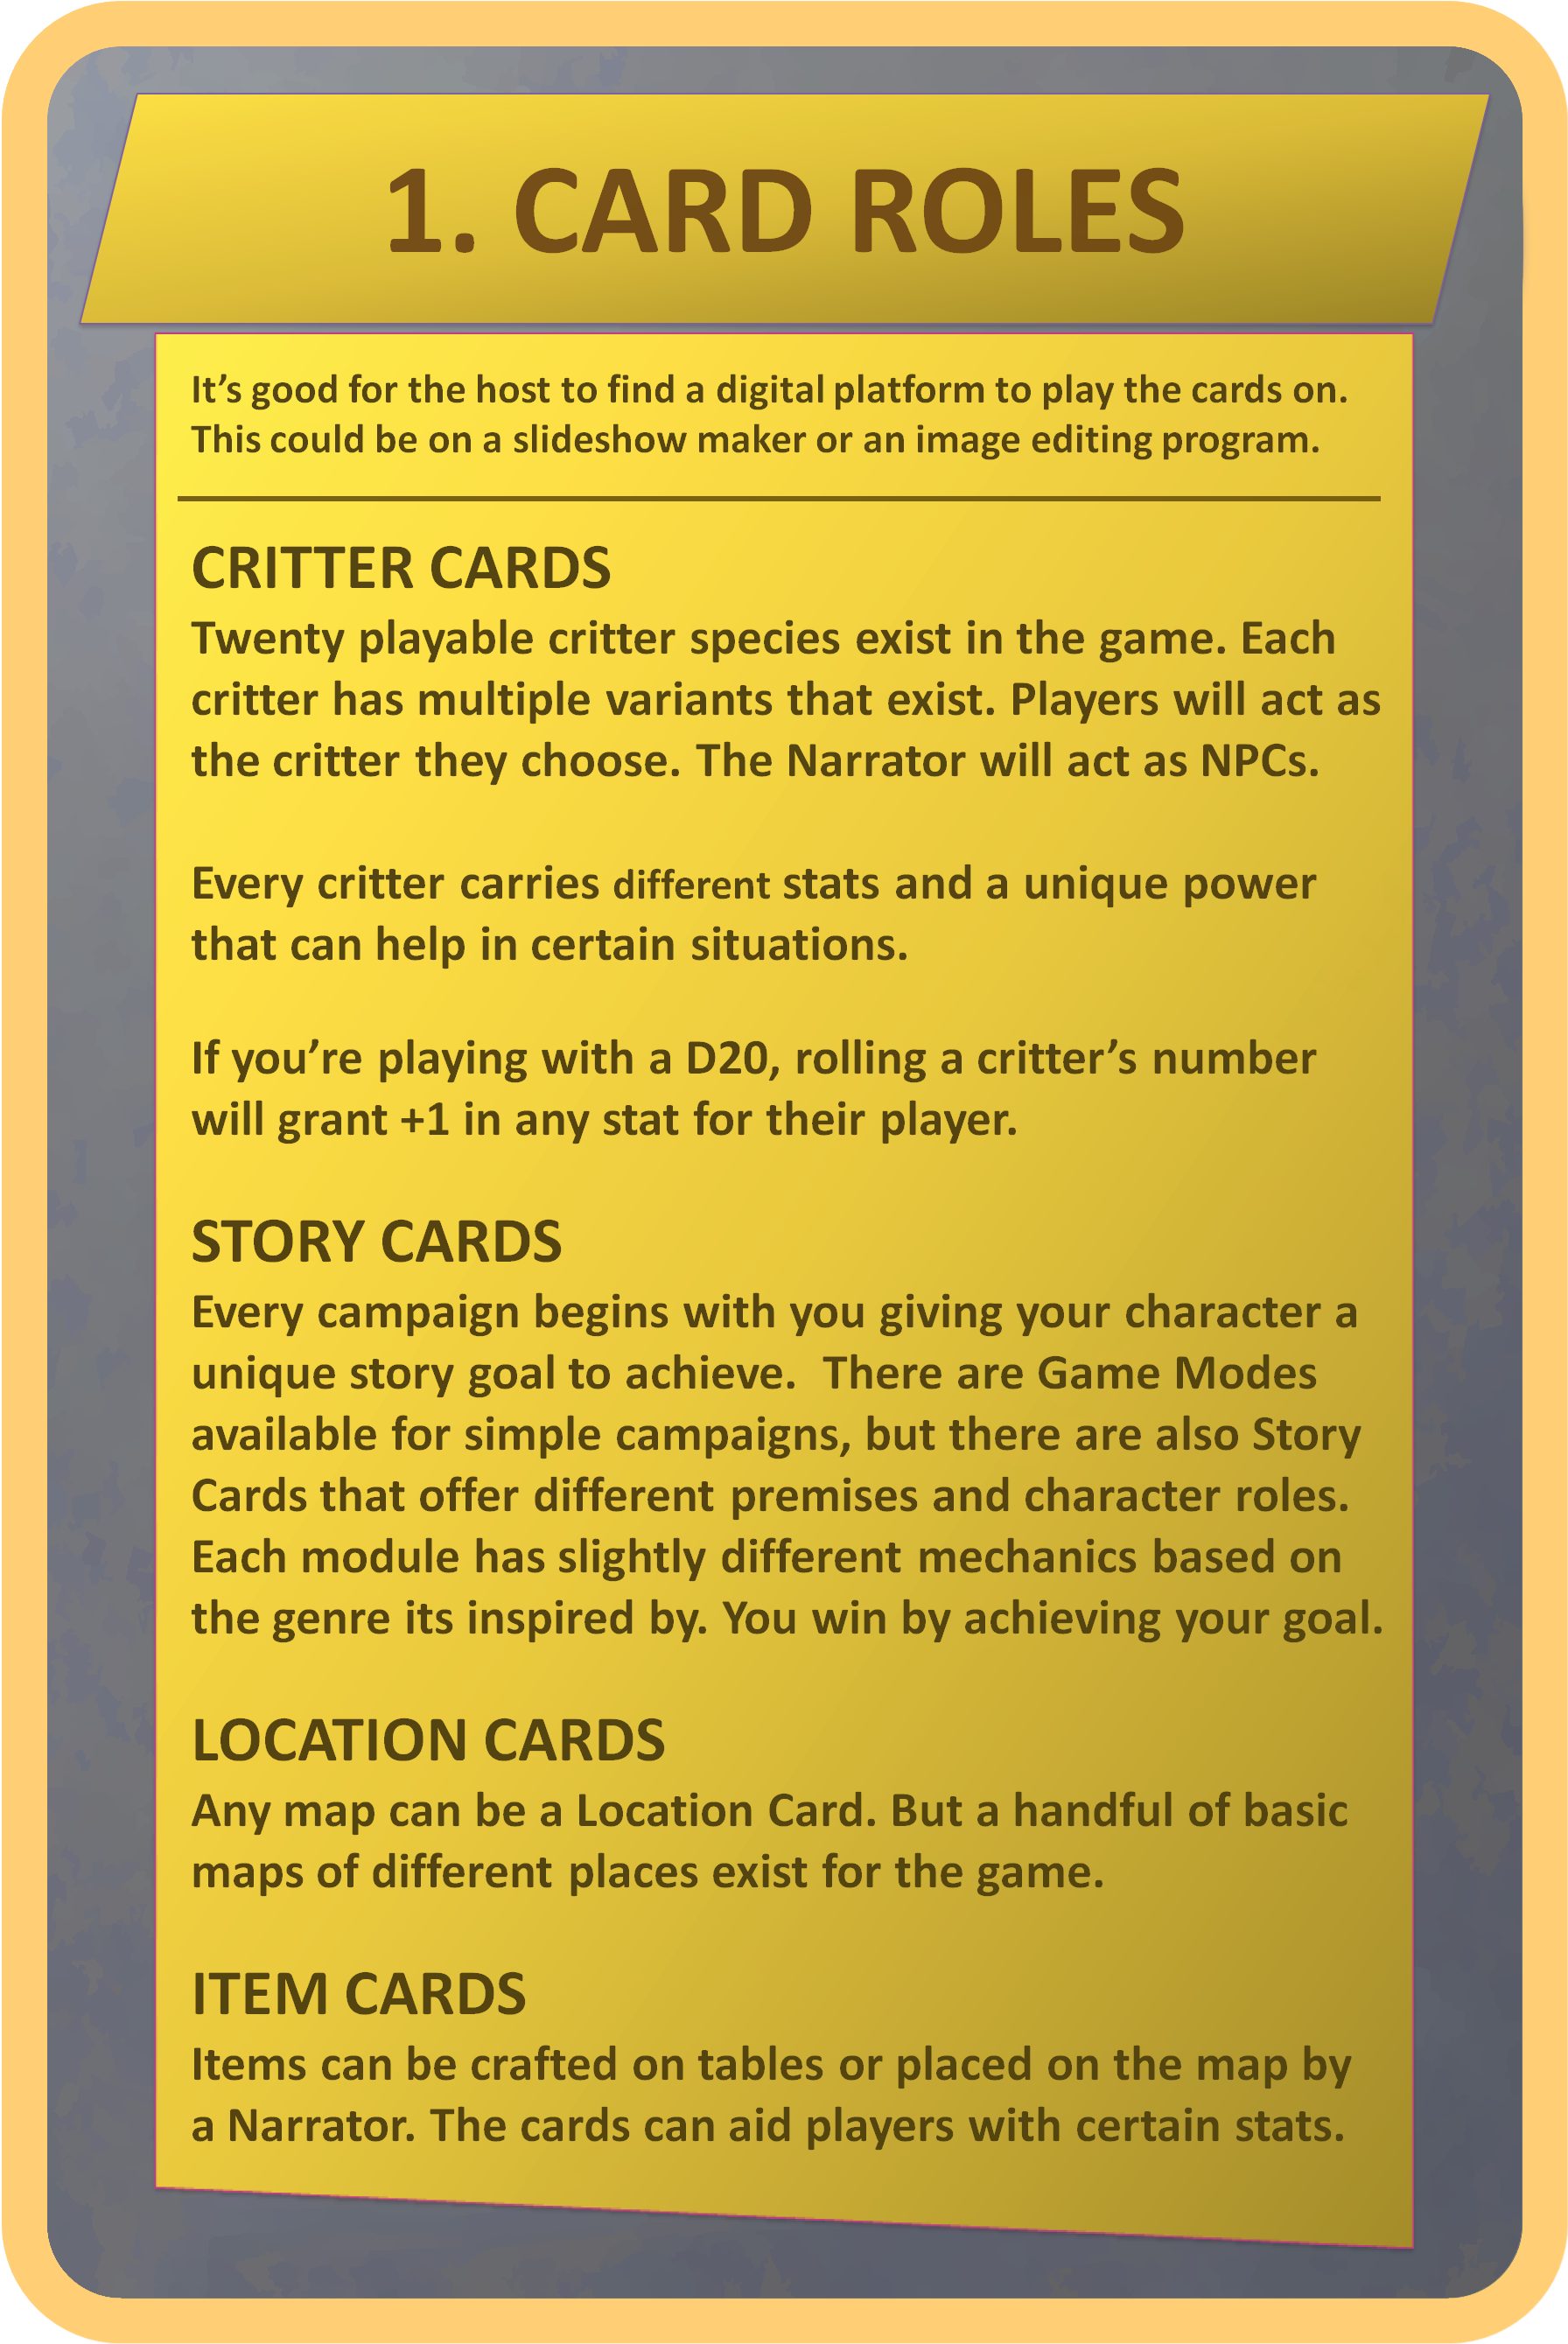 1. CARD ROLES
It’s good for the host to find a digital platform to play the cards on.
This could be on a slideshow maker or an image editing program.
CRITTER CARDS
Twenty playable critter species exist in the game. Each
critter has multiple variants that exist. Players will act as
the critter they choose. The Narrator will act as NPCs.
Every critter carries different stats and a unique power
that can help in certain situations.
If you’re playing with a D20, rolling a critter’s number
will grant +1 in any stat for their player.
STORY CARDS
Every campaign begins with you giving your character a
unique story goal to achieve.  There are Game Modes
available for simple campaigns, but there are also Story
Cards that offer different premises and character roles.
Each module has slightly different mechanics based on
the genre its inspired by. You win by achieving your goal.
LOCATION CARDS
Any map can be a Location Card. But a handful of basic
maps of different places exist for the game.
ITEM CARDS
Items can be crafted on tables or placed on the map by
a Narrator. The cards can aid players with certain stats.